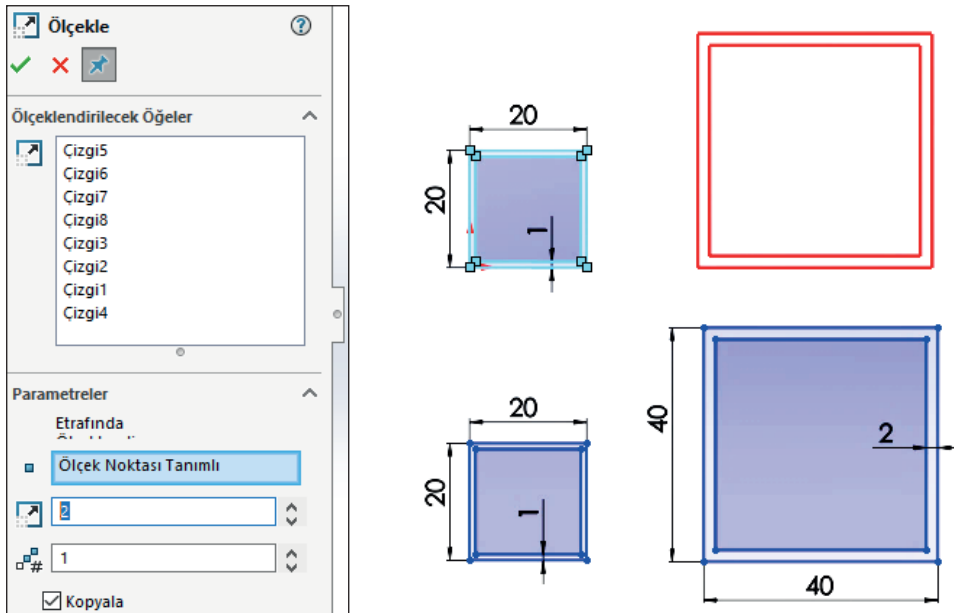 Ölçekle
Ölçeklendirilecek Öğeler
Çizgi5
Çizgi6
Çizgi7
Çizgi8
Çizgi3
Çizgi2
Çizgi1
Çizgi4
Parametreler
Etrafında
Ölçek Noktası Tanımlı
2
1
# 
Kopyala
20
20
1
20
20
1
40
2
40